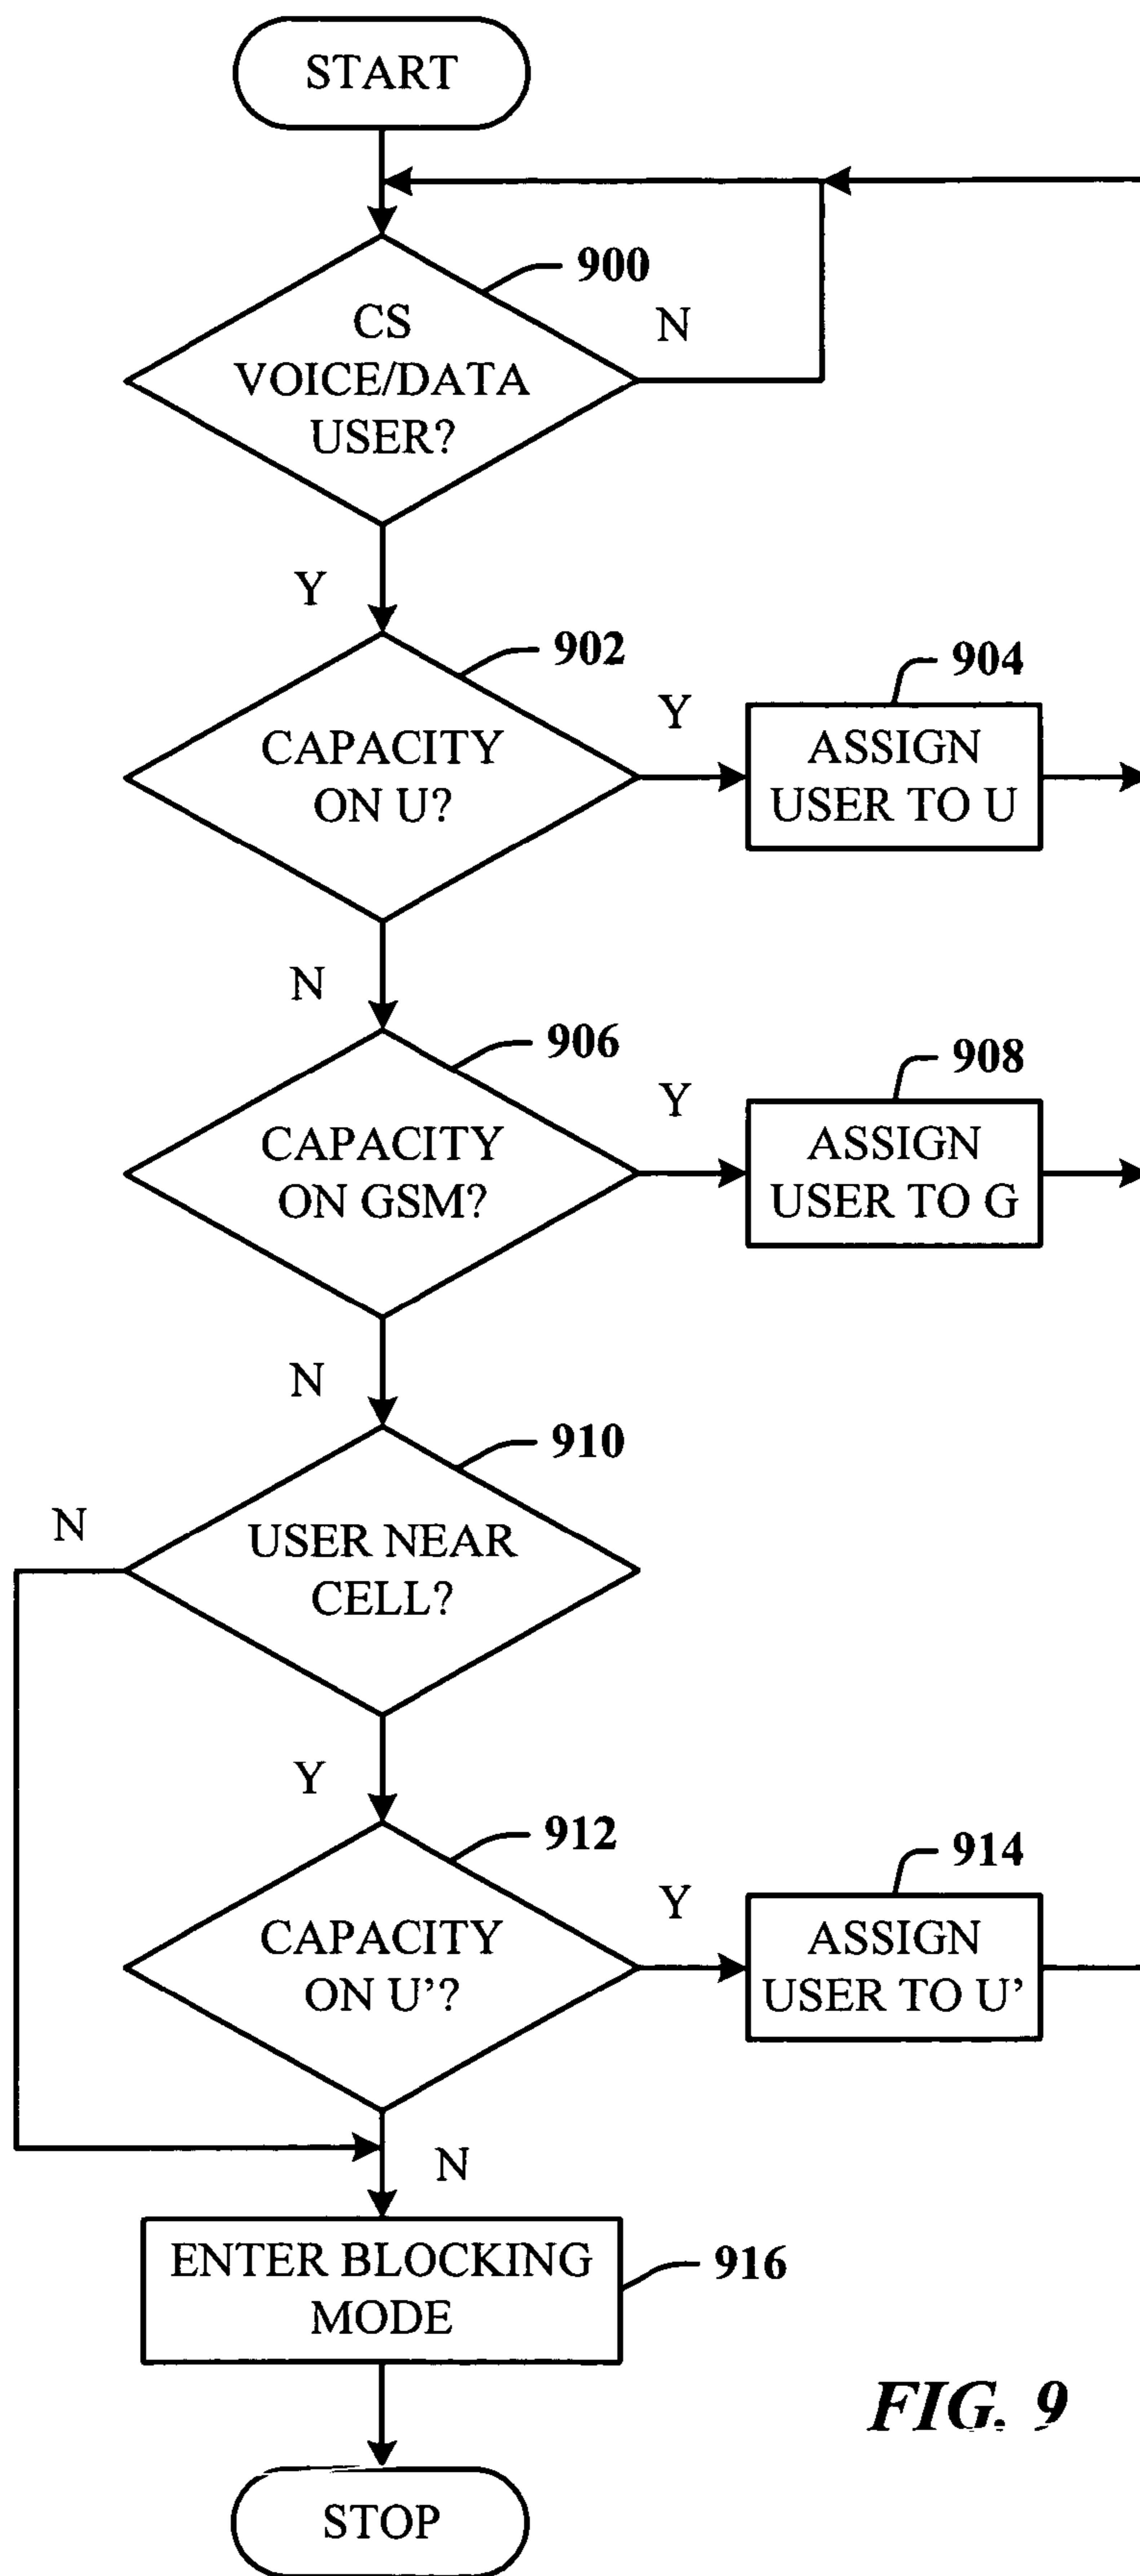 START
900
CS
VOICE/DATA
USER?
N
Y
902
CAPACITY
ON U?
Y
904
ASSIGN
USER TO U
N
906
CAPACITY
ON GSM?
Y
908
ASSIGN
USER TO G
N
910
USER NEAR
CELL?
N
Y
912
CAPACITY
ON U’?
Y
914
ASSIGN
USER TO U'
N
ENTER BLOCKING
MODE
916
STOP
FIG. 9